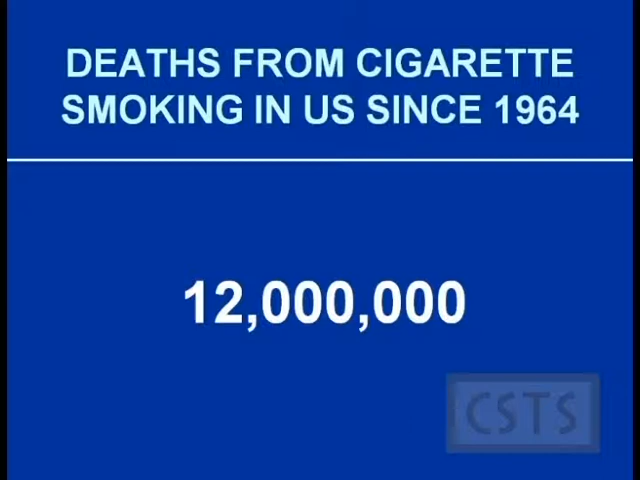 DEATHS FROM CIGARETTE
SMOKING IN US SINCE 1964
12,000,000
CSTS